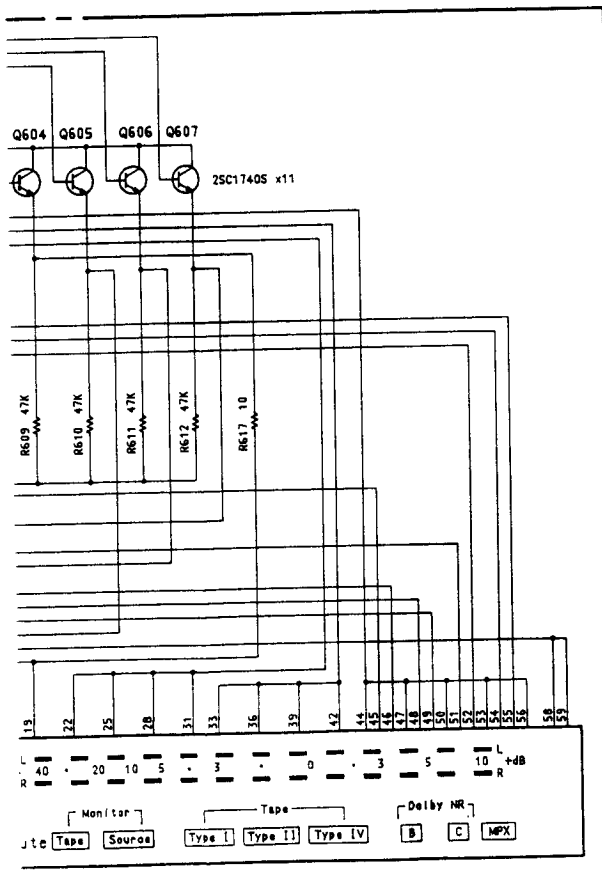 Q604 Q605 Q606 Q607
2SC1740S x11
R609 47K
R610 47K
R611 47K
R612 47K
R617 10
19 22 25 28 31 33 36 39 42 44 45 46 47 48 49 50 51 52 53 54 55 56 58 59
L L
40 · 20 10 5 · 3 · 0 · 3 5 10 +dB
R R
Monitor Tape Dolby NR
ute Tape Source Type I Type II Type IV B C MPX